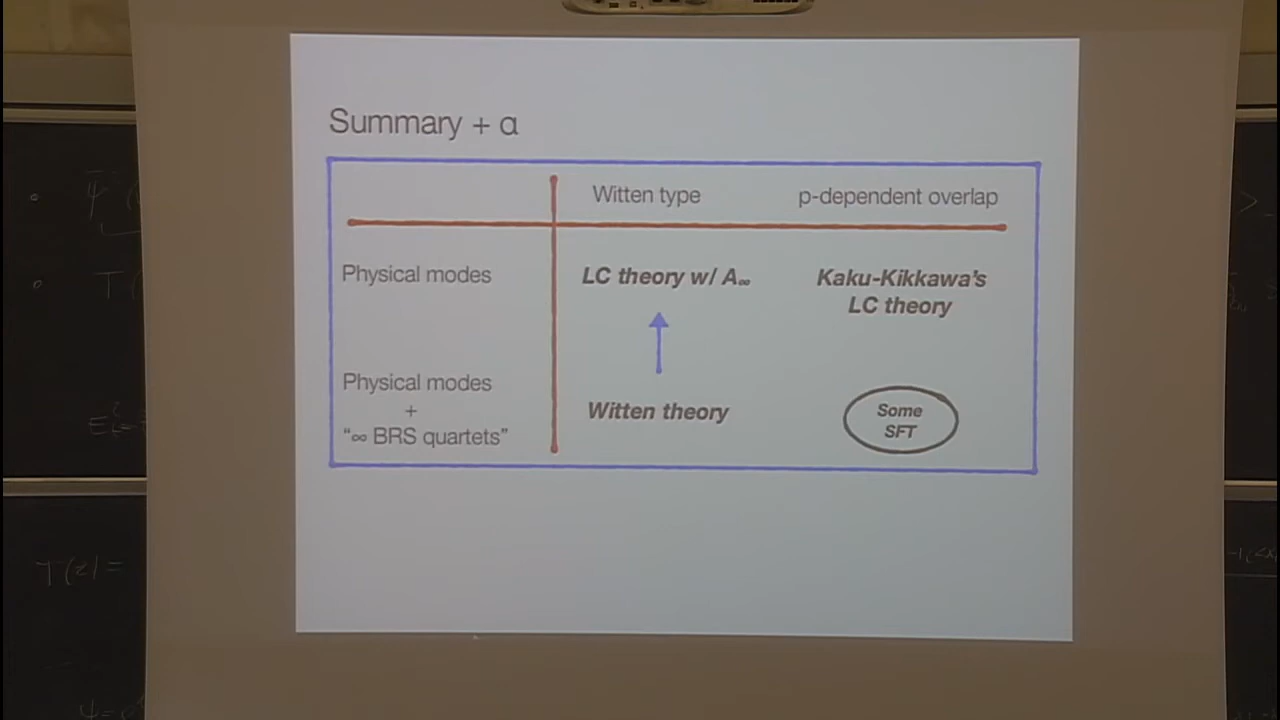 Summary + α
Witten type
p-dependent overlap
Physical modes
LC theory w/ A∞
Kaku-Kikkawa's
LC theory
Physical modes
+
“∞ BRS quartets”
Witten theory
Some
SFT
T(z) =